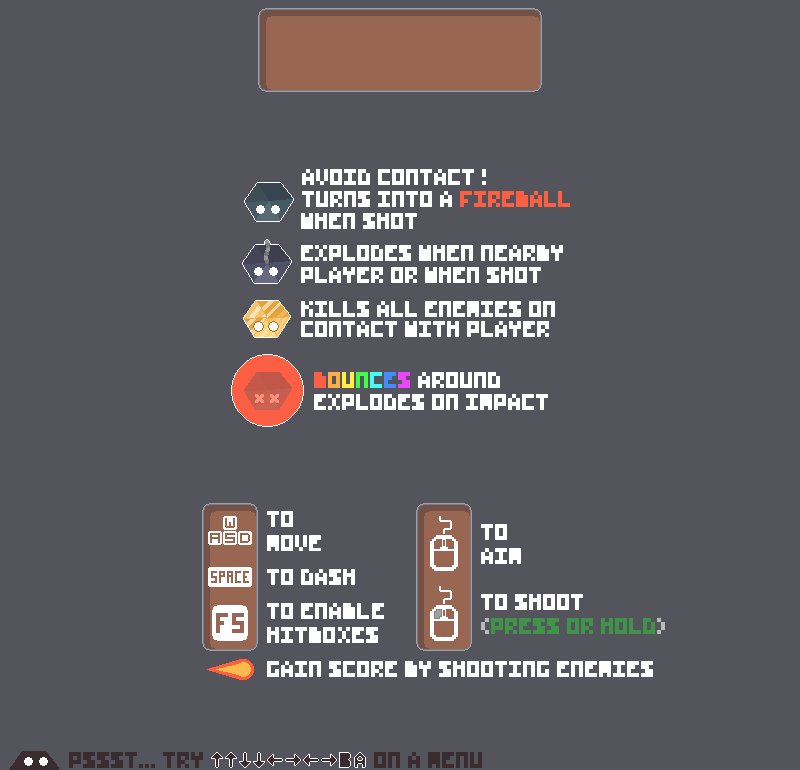 AVOID CONTACT!
TURNS INTO A FIREBALL
WHEN SHOT
EXPLODES WHEN NEARBY
PLAYER OR WHEN SHOT
KILLS ALL ENEMIES ON
CONTACT WITH PLAYER
BOUNCES AROUND
EXPLODES ON IMPACT
W
ASD
TO
MOVE
SPACE
TO DASH
F5
TO ENABLE
HITBOXES
TO
AIM
TO SHOOT
(PRESS OR HOLD)
GAIN SCORE BY SHOOTING ENEMIES
PSSST... TRY ↑↑↓↓←→←→BA ON A MENU